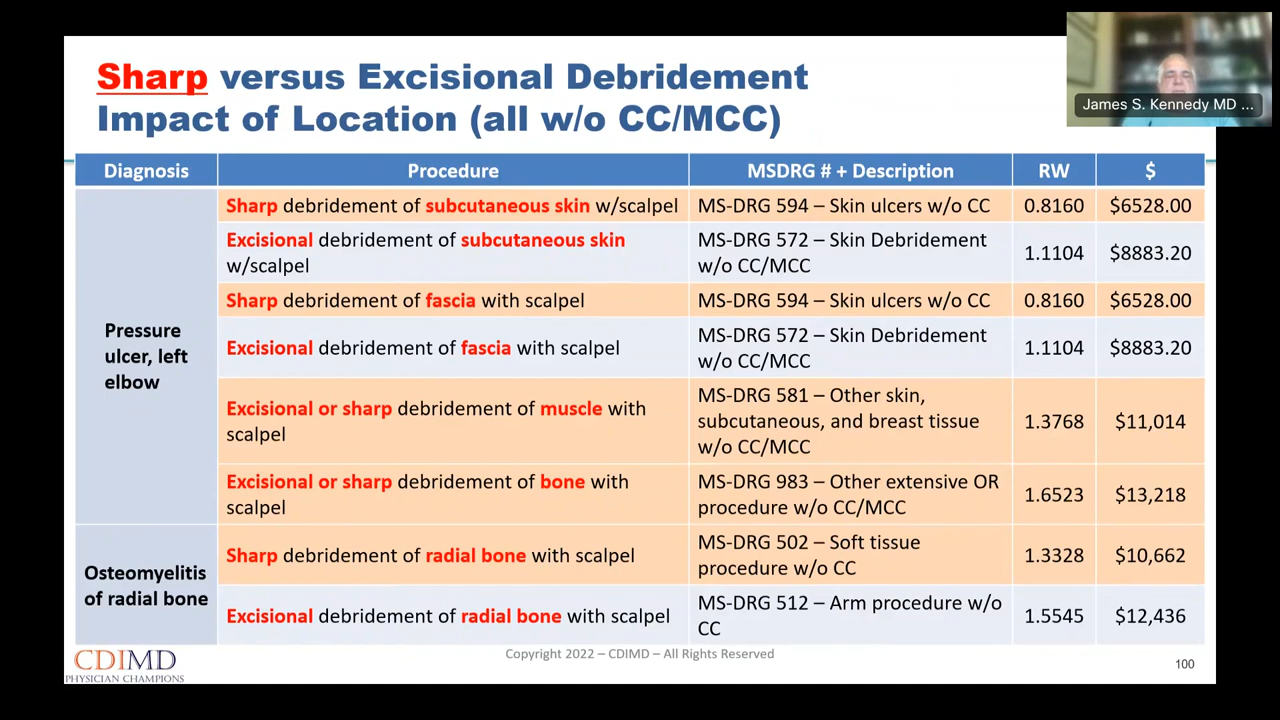 James S. Kennedy MD ...
Sharp versus Excisional Debridement
Impact of Location (all w/o CC/MCC)
Diagnosis Procedure MSDRG # + Description RW $
Pressure
ulcer, left
elbow
Sharp debridement of subcutaneous skin w/scalpel MS-DRG 594 – Skin ulcers w/o CC 0.8160 $6528.00
Excisional debridement of subcutaneous skin
w/scalpel
MS-DRG 572 – Skin Debridement
w/o CC/MCC
1.1104 $8883.20
Sharp debridement of fascia with scalpel MS-DRG 594 – Skin ulcers w/o CC 0.8160 $6528.00
Excisional debridement of fascia with scalpel
MS-DRG 572 – Skin Debridement
w/o CC/MCC
1.1104 $8883.20
Excisional or sharp debridement of muscle with
scalpel
MS-DRG 581 – Other skin,
subcutaneous, and breast tissue
w/o CC/MCC
1.3768 $11,014
Excisional or sharp debridement of bone with
scalpel
MS-DRG 983 – Other extensive OR
procedure w/o CC/MCC
1.6523 $13,218
Osteomyelitis
of radial bone
Sharp debridement of radial bone with scalpel
MS-DRG 502 – Soft tissue
procedure w/o CC
1.3328 $10,662
Excisional debridement of radial bone with scalpel
MS-DRG 512 – Arm procedure w/o
CC
1.5545 $12,436
CDIMD
PHYSICIAN CHAMPIONS
Copyright 2022 – CDIMD – All Rights Reserved
100